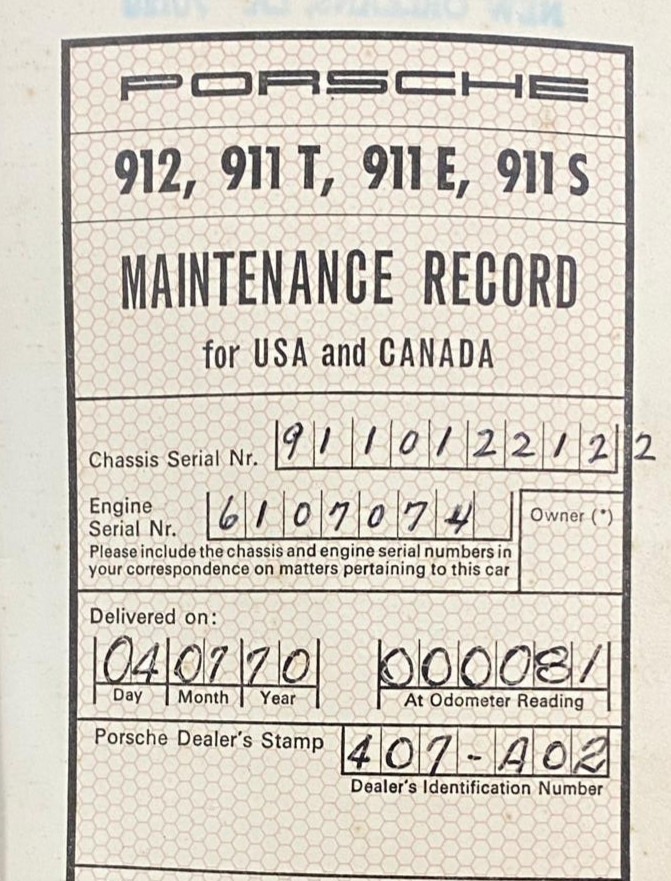 PORSCHE
912, 911 T, 911 E, 911 S
MAINTENANCE RECORD
for USA and CANADA
Chassis Serial Nr. 9110122122
Engine
Serial Nr. 6107074
Owner (*)
Please include the chassis and engine serial numbers in
your correspondence on matters pertaining to this car
Delivered on:
04 07 70 000081
Day Month Year At Odometer Reading
Porsche Dealer's Stamp 407-A02
Dealer's Identification Number